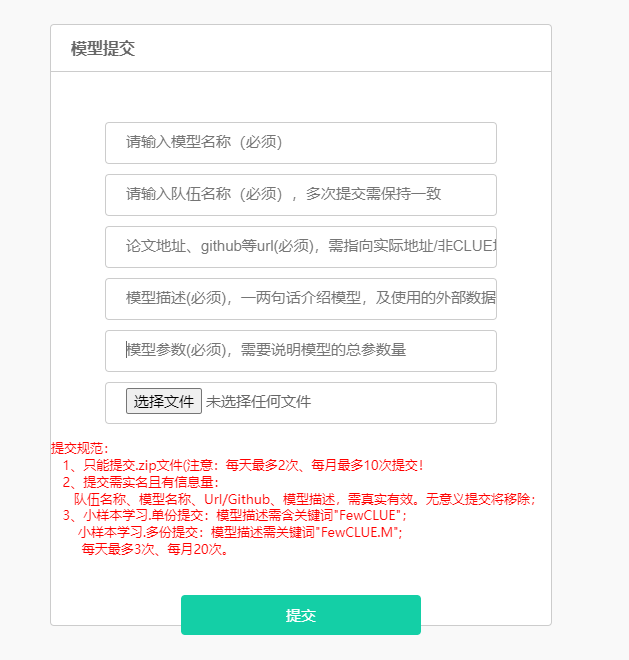 模型提交
请输入模型名称（必须）
请输入队伍名称（必须），多次提交需保持一致
论文地址、github等url(必须)，需指向实际地址/非CLUE
模型描述(必须)，一两句话介绍模型，及使用的外部数据
模型参数(必须)，需要说明模型的总参数量
选择文件 未选择任何文件
提交规范：
1、只能提交.zip文件(注意：每天最多2次、每月最多10次提交！
2、提交需实名且有信息量：
队伍名称、模型名称、Url/Github、模型描述，需真实有效。无意义提交将移除；
3、小样本学习.单份提交：模型描述需含关键词"FewCLUE"；
小样本学习.多份提交：模型描述需关键词"FewCLUE.M"；
每天最多3次、每月20次。
提交